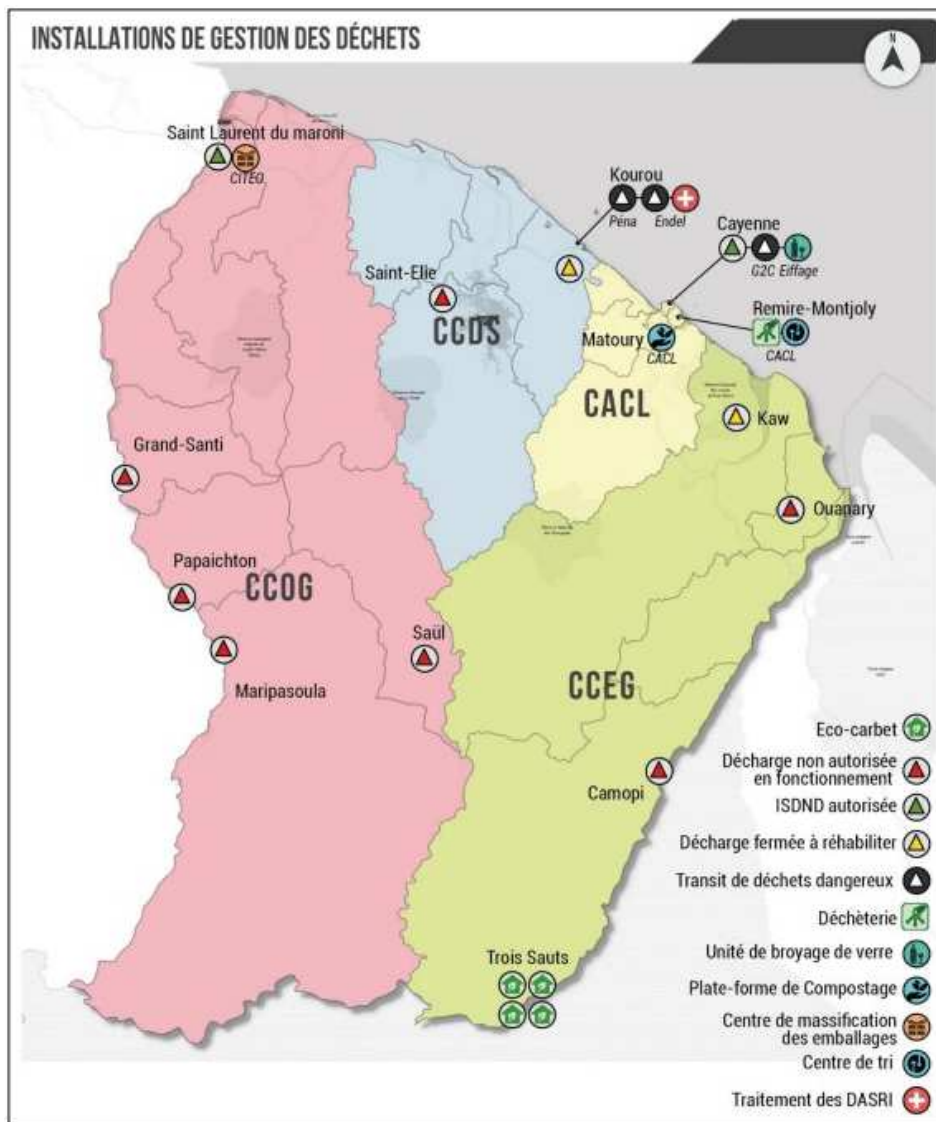 INSTALLATIONS DE GESTION DES DÉCHETS
N
Saint Laurent du maroni
CITEO
Kourou
Péna
Endel
Cayenne
G2C Eiffage
Saint-Elie
CCDS
Remire-Montjoly
CACL
Matoury
CACL
CACL
Kaw
Grand-Santi
Ouanary
Papaichton
CCOG
Saül
Maripasoula
CCEG
Camopi
Trois Sauts
Eco-carbet
Décharge non autorisée
en fonctionnement
ISDND autorisée
Décharge fermée à réhabiliter
Transit de déchets dangereux
Déchèterie
Unité de broyage de verre
Plate-forme de Compostage
Centre de massification
des emballages
Centre de tri
Traitement des DASRI